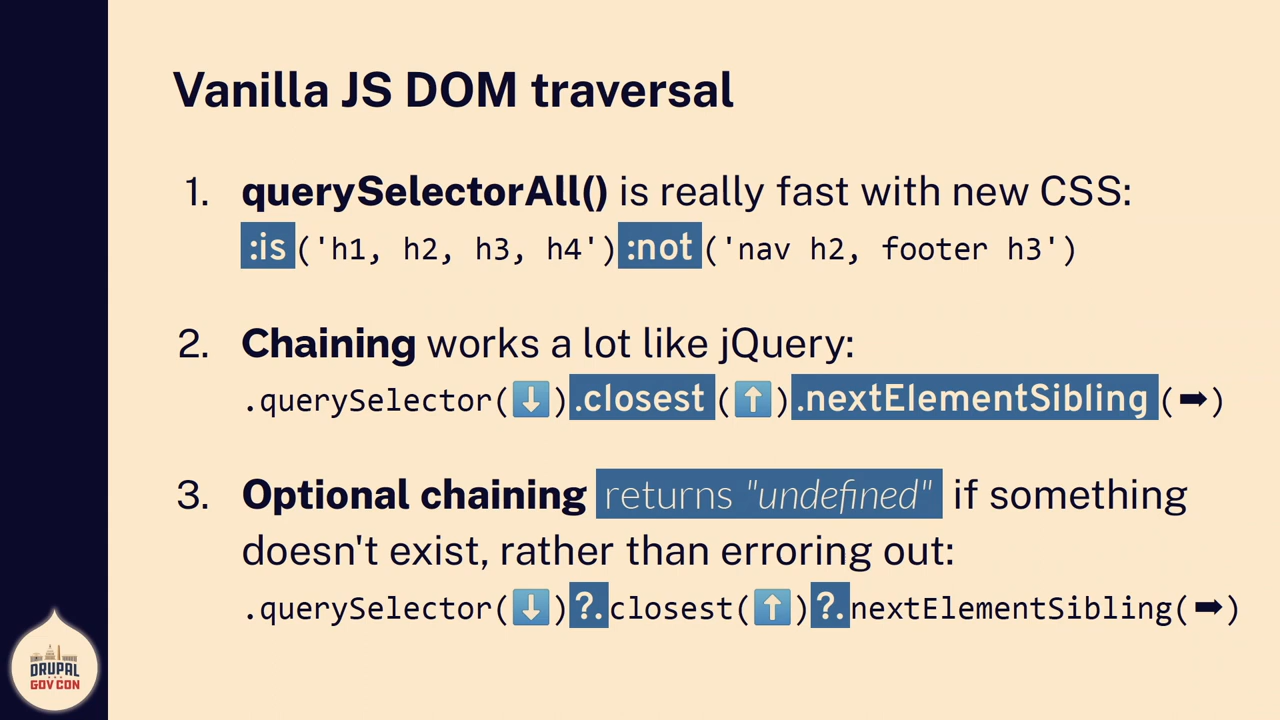 Vanilla JS DOM traversal
1. querySelectorAll() is really fast with new CSS:
:is('h1, h2, h3, h4'):not('nav h2, footer h3')
2. Chaining works a lot like jQuery:
.querySelector(⬇️).closest(⬆️).nextElementSibling(➡)
3. Optional chaining returns "undefined" if something
doesn't exist, rather than erroring out:
.querySelector(⬇️)?.closest(⬆️)?.nextElementSibling(➡)
DRUPAL
GOV CON